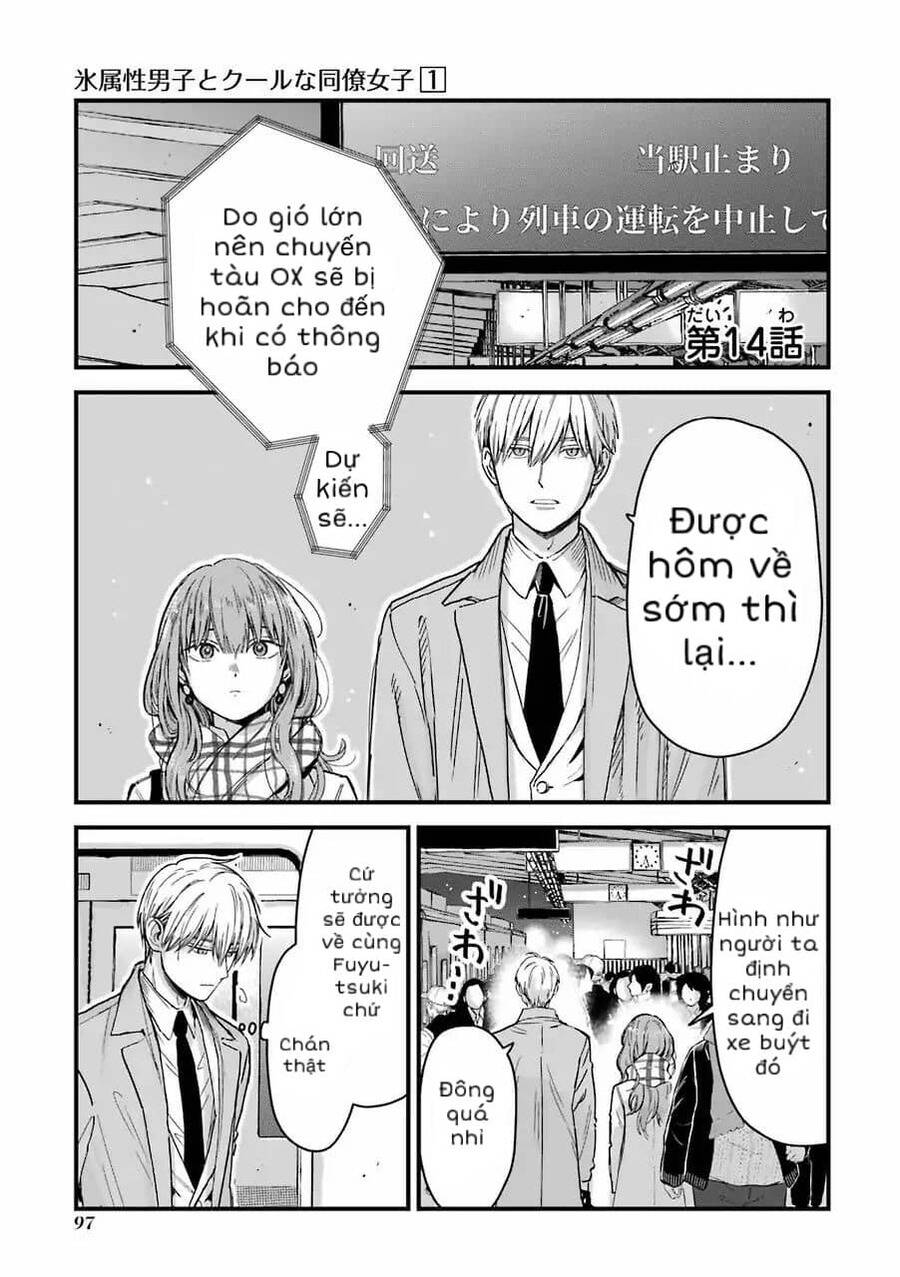 氷属性男子とクールな同僚女子1
回送 当駅止まり
により列車の運転を中止して
Do gió lớn
nên chuyến
tàu OX sẽ bị
hoãn cho đến
khi có thông
báo
だい わ
第14話
Dự
kiến
sẽ...
Được
hôm về
sớm thì
lại...
Hình như
người ta
định
chuyển
sang đi
xe buýt
đó
ざわ
ざわ...
Đông
quá
nhỉ
Cứ
tưởng
sẽ được
về cùng
Fuyu-
tsuki
chứ
Chán
thật
97